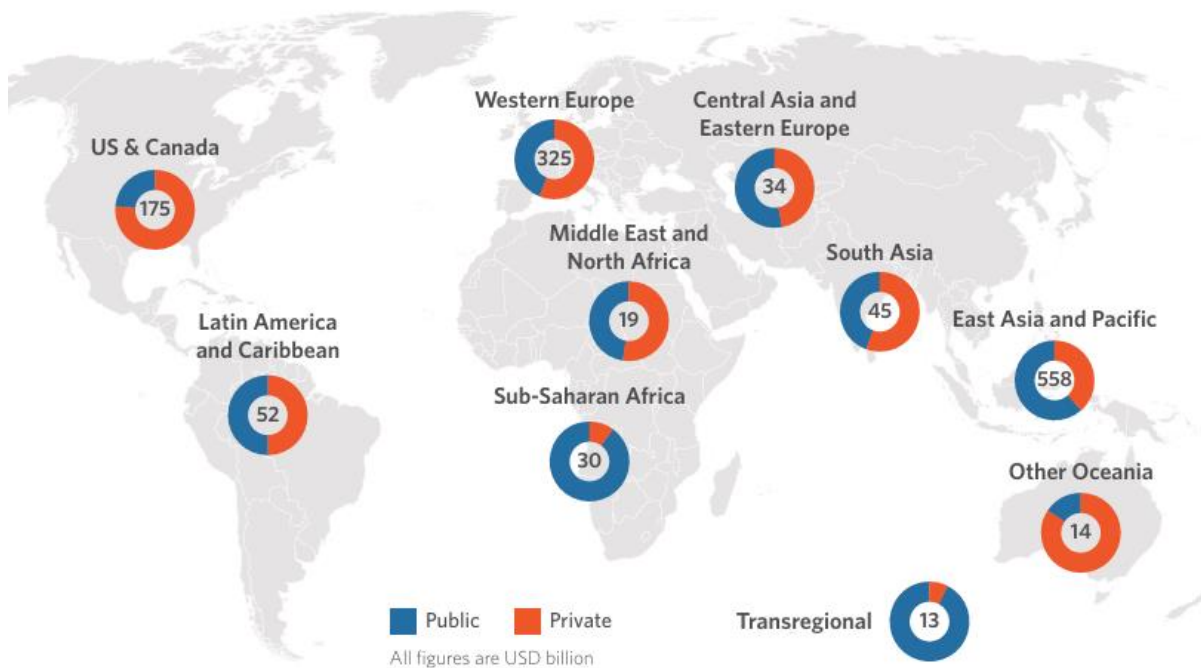 Western Europe
325
Central Asia and
Eastern Europe
34
US & Canada
175
Middle East and
North Africa
19
South Asia
45
Latin America
and Caribbean
52
East Asia and Pacific
558
Sub-Saharan Africa
30
Other Oceania
14
Public
Private
All figures are USD billion
Transregional
13